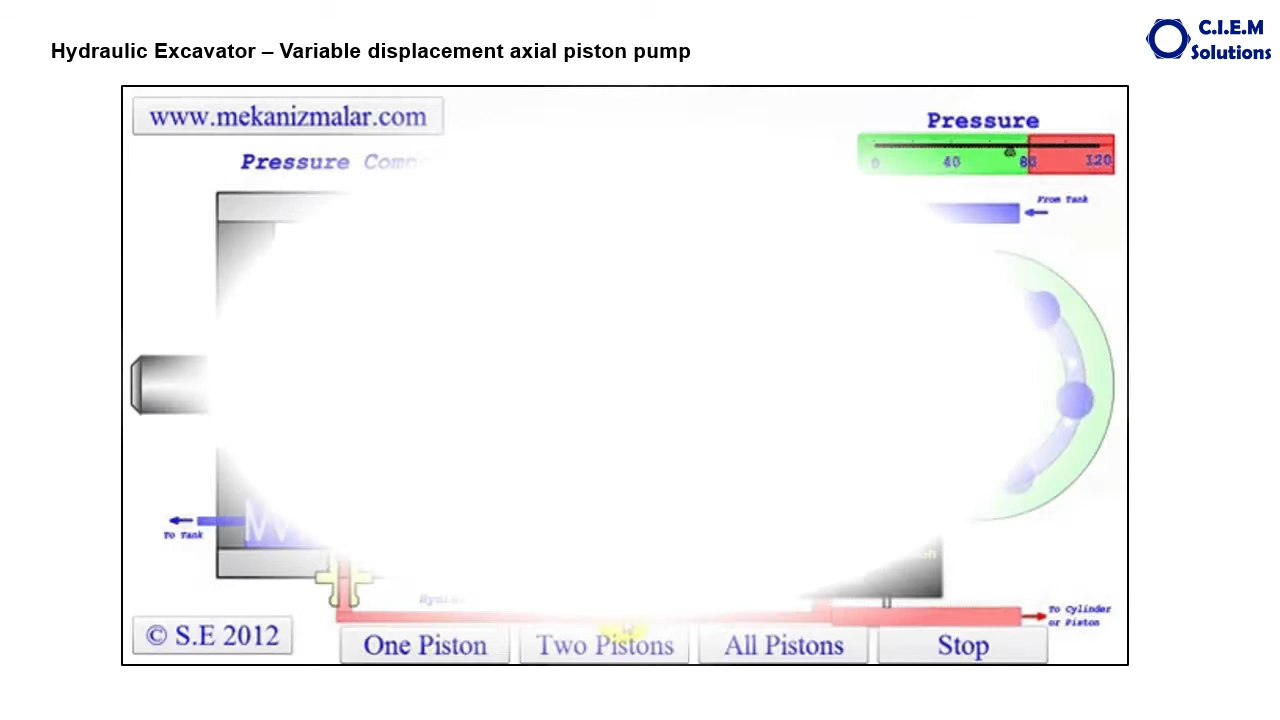 Hydraulic Excavator – Variable displacement axial piston pump
C.I.E.M
Solutions
www.mekanizmalar.com
Pressure
Pressure
0 40 80 120
From Tank
To Tank
To Cylinder
or Piston
© S.E 2012
One Piston
Two Pistons
All Pistons
Stop